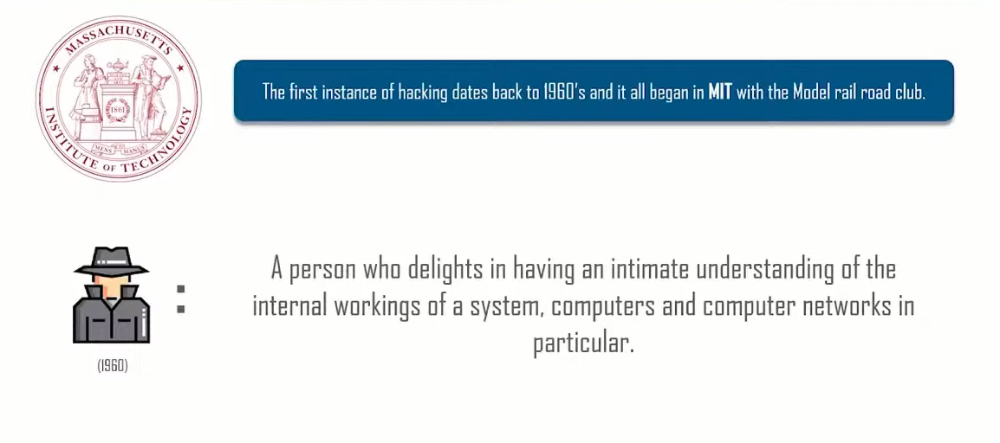 MASSACHUSETTS
INSTITUTE OF TECHNOLOGY
1861
MENS ET MANUS
The first instance of hacking dates back to 1960's and it all began in MIT with the Model rail road club.
A person who delights in having an intimate understanding of the
internal workings of a system, computers and computer networks in
particular.
(1960)